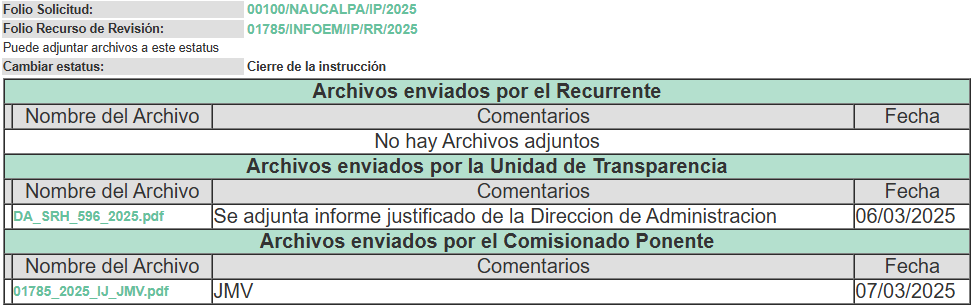 Folio Solicitud: 00100/NAUCALPA/IP/2025
Folio Recurso de Revisión: 01785/INFOEM/IP/RR/2025
Puede adjuntar archivos a este estatus
Cambiar estatus: Cierre de la instrucción
Archivos enviados por el Recurrente
Nombre del Archivo Comentarios Fecha
No hay Archivos adjuntos
Archivos enviados por la Unidad de Transparencia
Nombre del Archivo Comentarios Fecha
DA_SRH_596_2025.pdf Se adjunta informe justificado de la Direccion de Administracion 06/03/2025
Archivos enviados por el Comisionado Ponente
Nombre del Archivo Comentarios Fecha
01785_2025_IJ_JMV.pdf JMV 07/03/2025